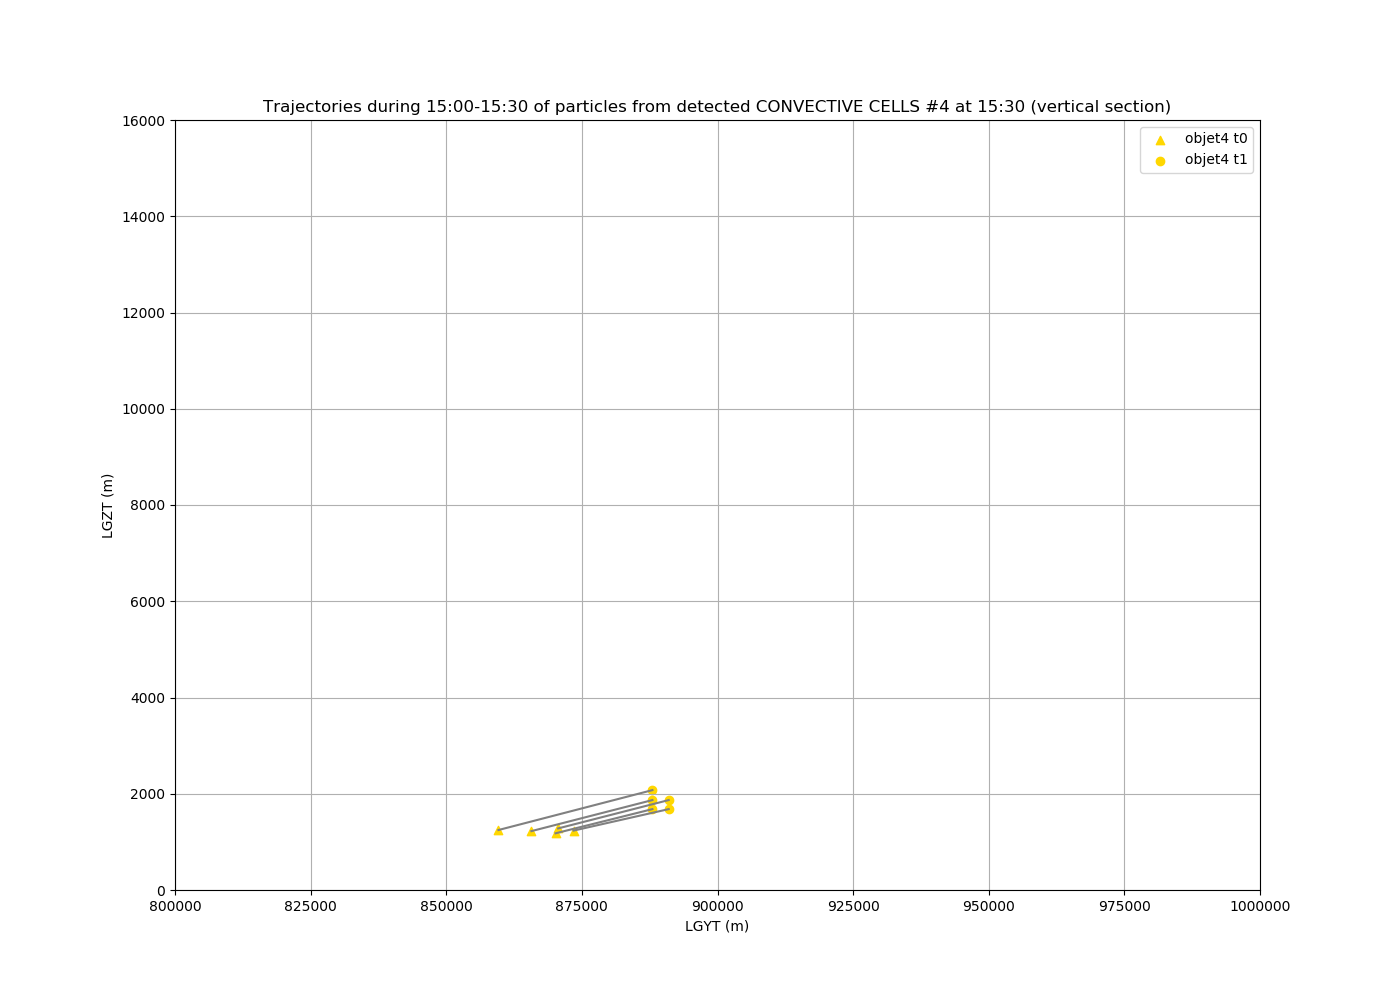 Trajectories during 15:00-15:30 of particles from detected CONVECTIVE CELLS #4 at 15:30 (vertical section)
objet4 t0
objet4 t1
16000
14000
12000
10000
8000
6000
4000
2000
0
LGZT (m)
800000 825000 850000 875000 900000 925000 950000 975000 1000000
LGYT (m)